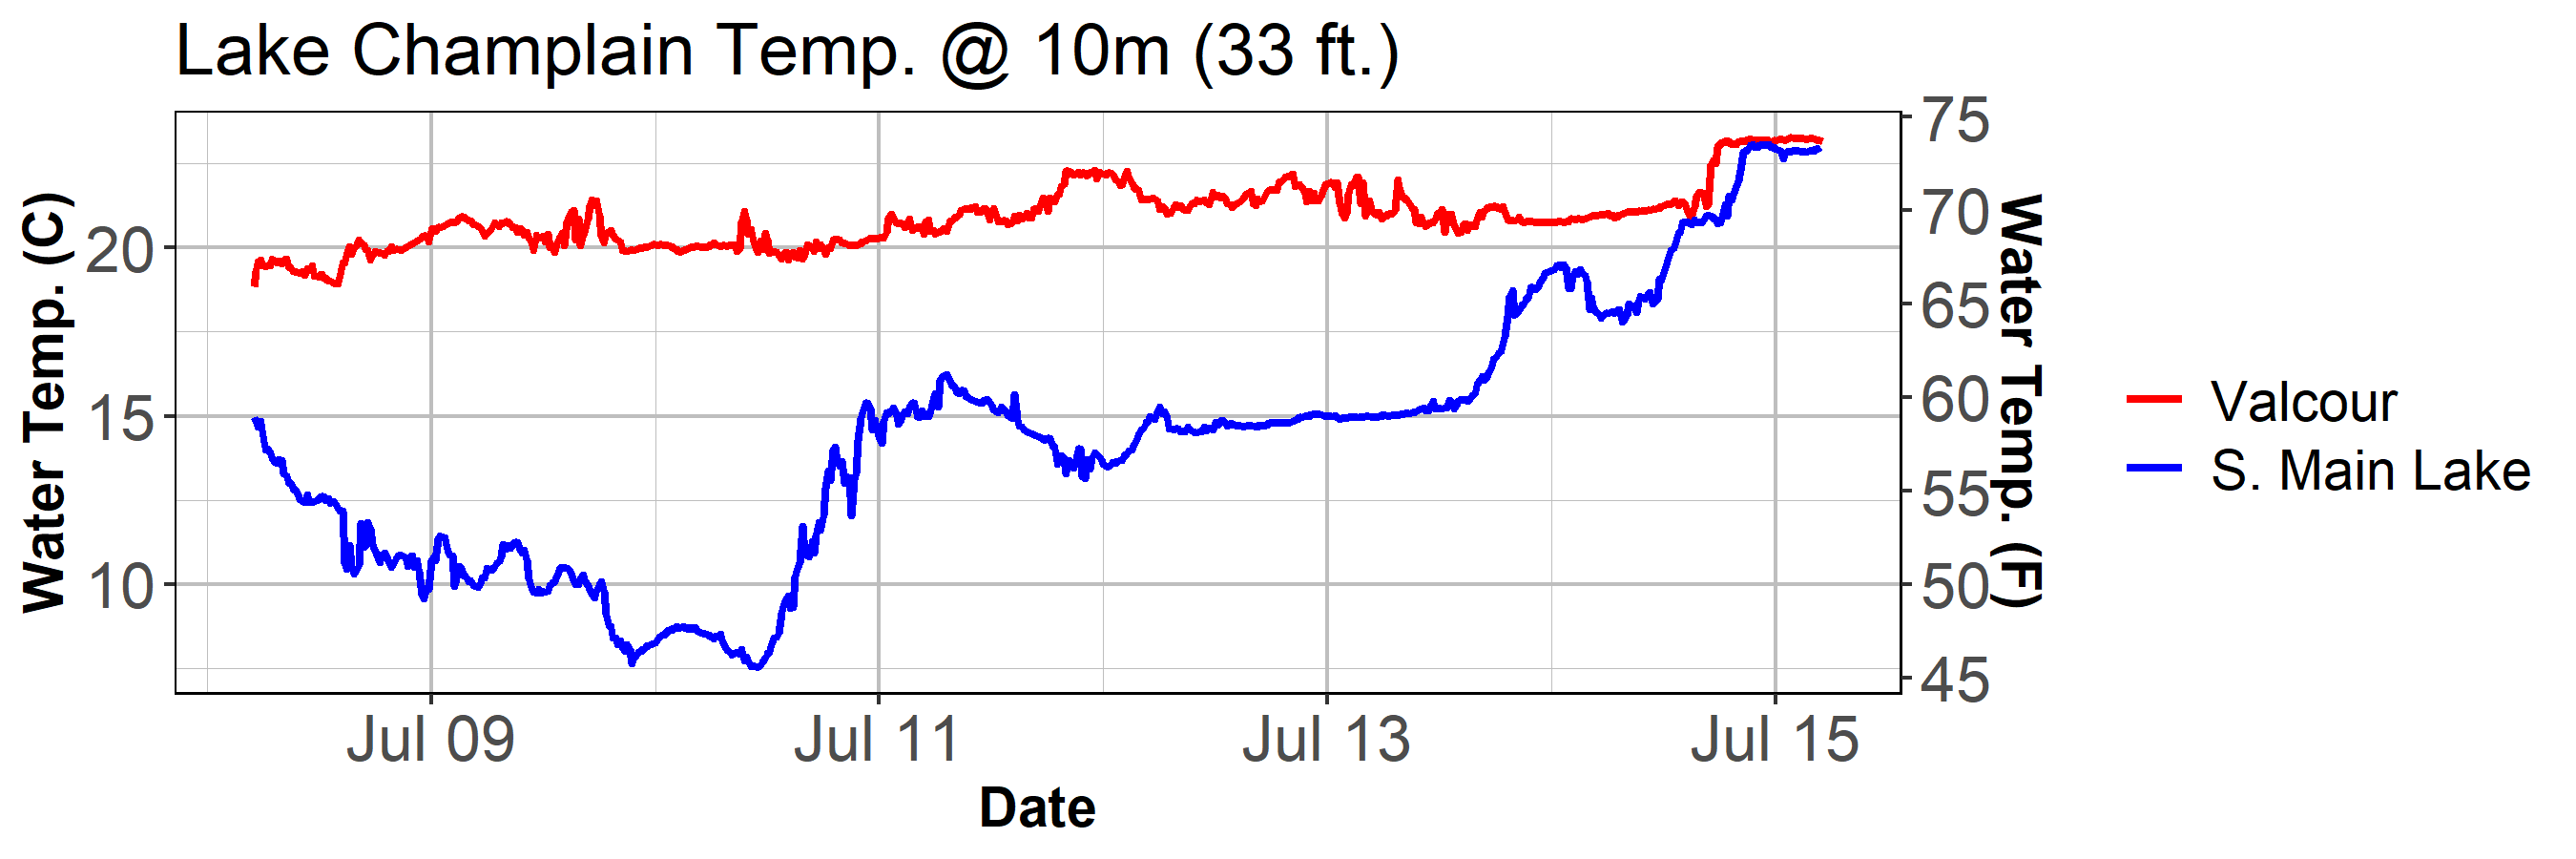 Lake Champlain Temp. @ 10m (33 ft.)
Water Temp. (C)
20
15
10
75
70
65
60
55
50
45
Water Temp. (F)
Jul 09
Jul 11
Jul 13
Jul 15
Date
Valcour
S. Main Lake